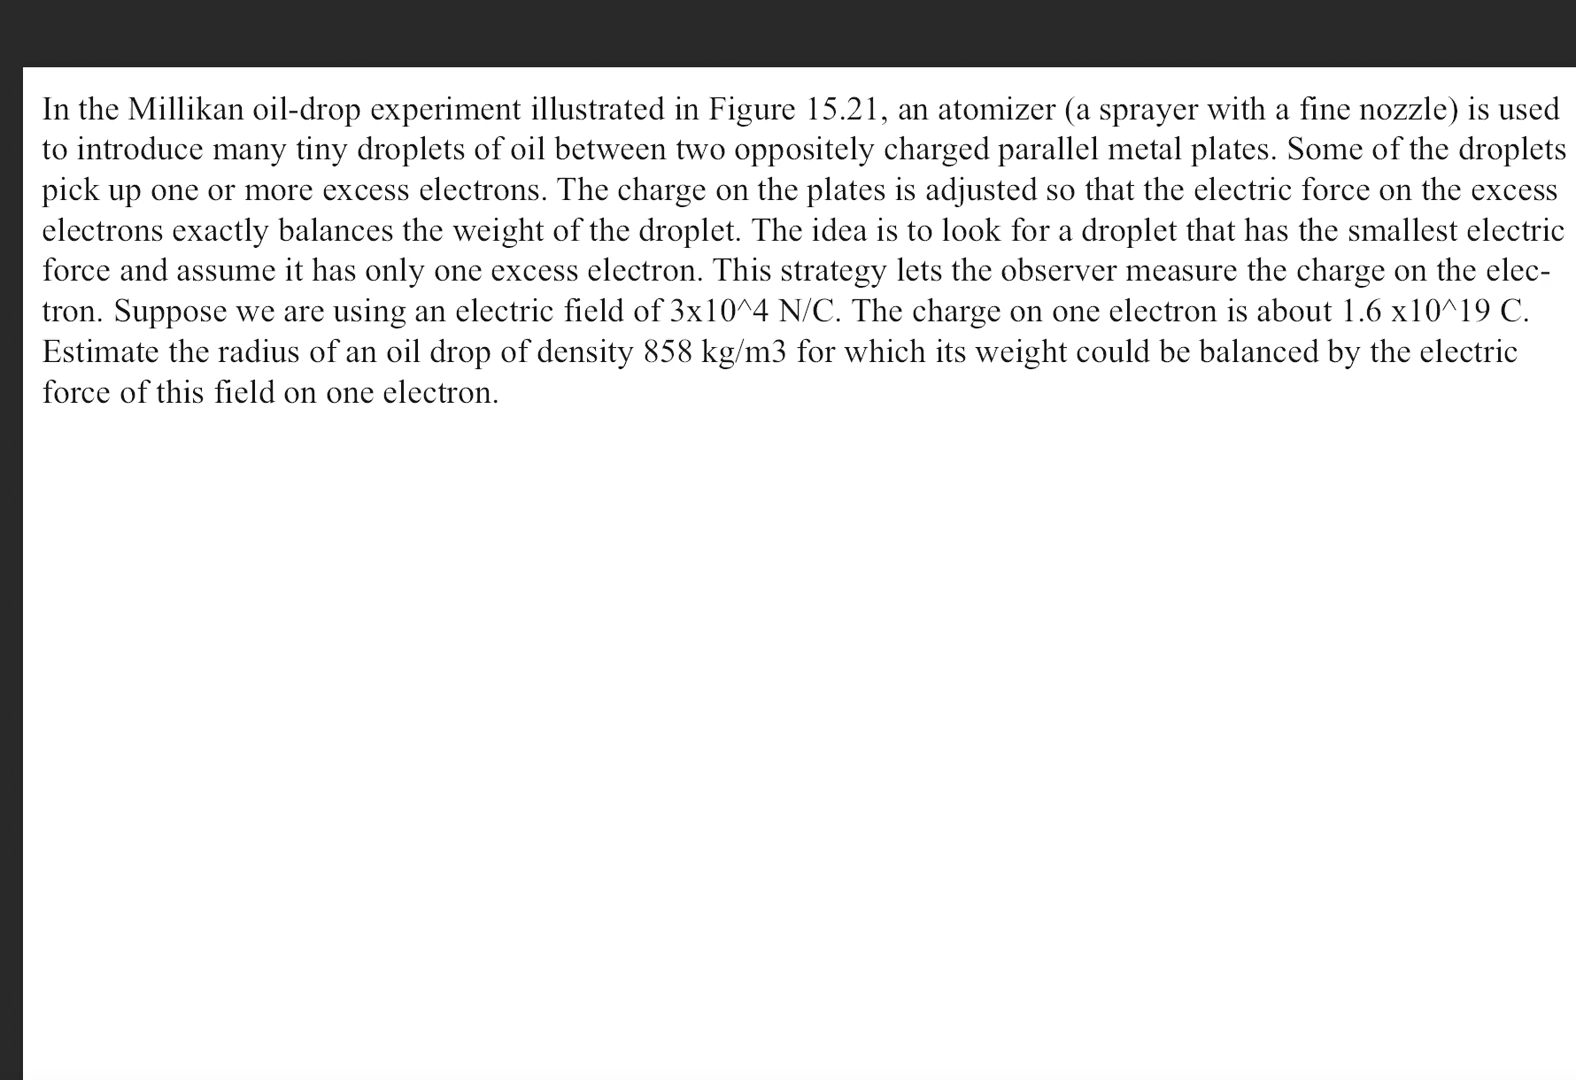 In the Millikan oil-drop experiment illustrated in Figure 15.21, an atomizer (a sprayer with a fine nozzle) is used
to introduce many tiny droplets of oil between two oppositely charged parallel metal plates. Some of the droplets
pick up one or more excess electrons. The charge on the plates is adjusted so that the electric force on the excess
electrons exactly balances the weight of the droplet. The idea is to look for a droplet that has the smallest electric
force and assume it has only one excess electron. This strategy lets the observer measure the charge on the elec-
tron. Suppose we are using an electric field of 3x10^4 N/C. The charge on one electron is about 1.6 x10^19 C.
Estimate the radius of an oil drop of density 858 kg/m3 for which its weight could be balanced by the electric
force of this field on one electron.